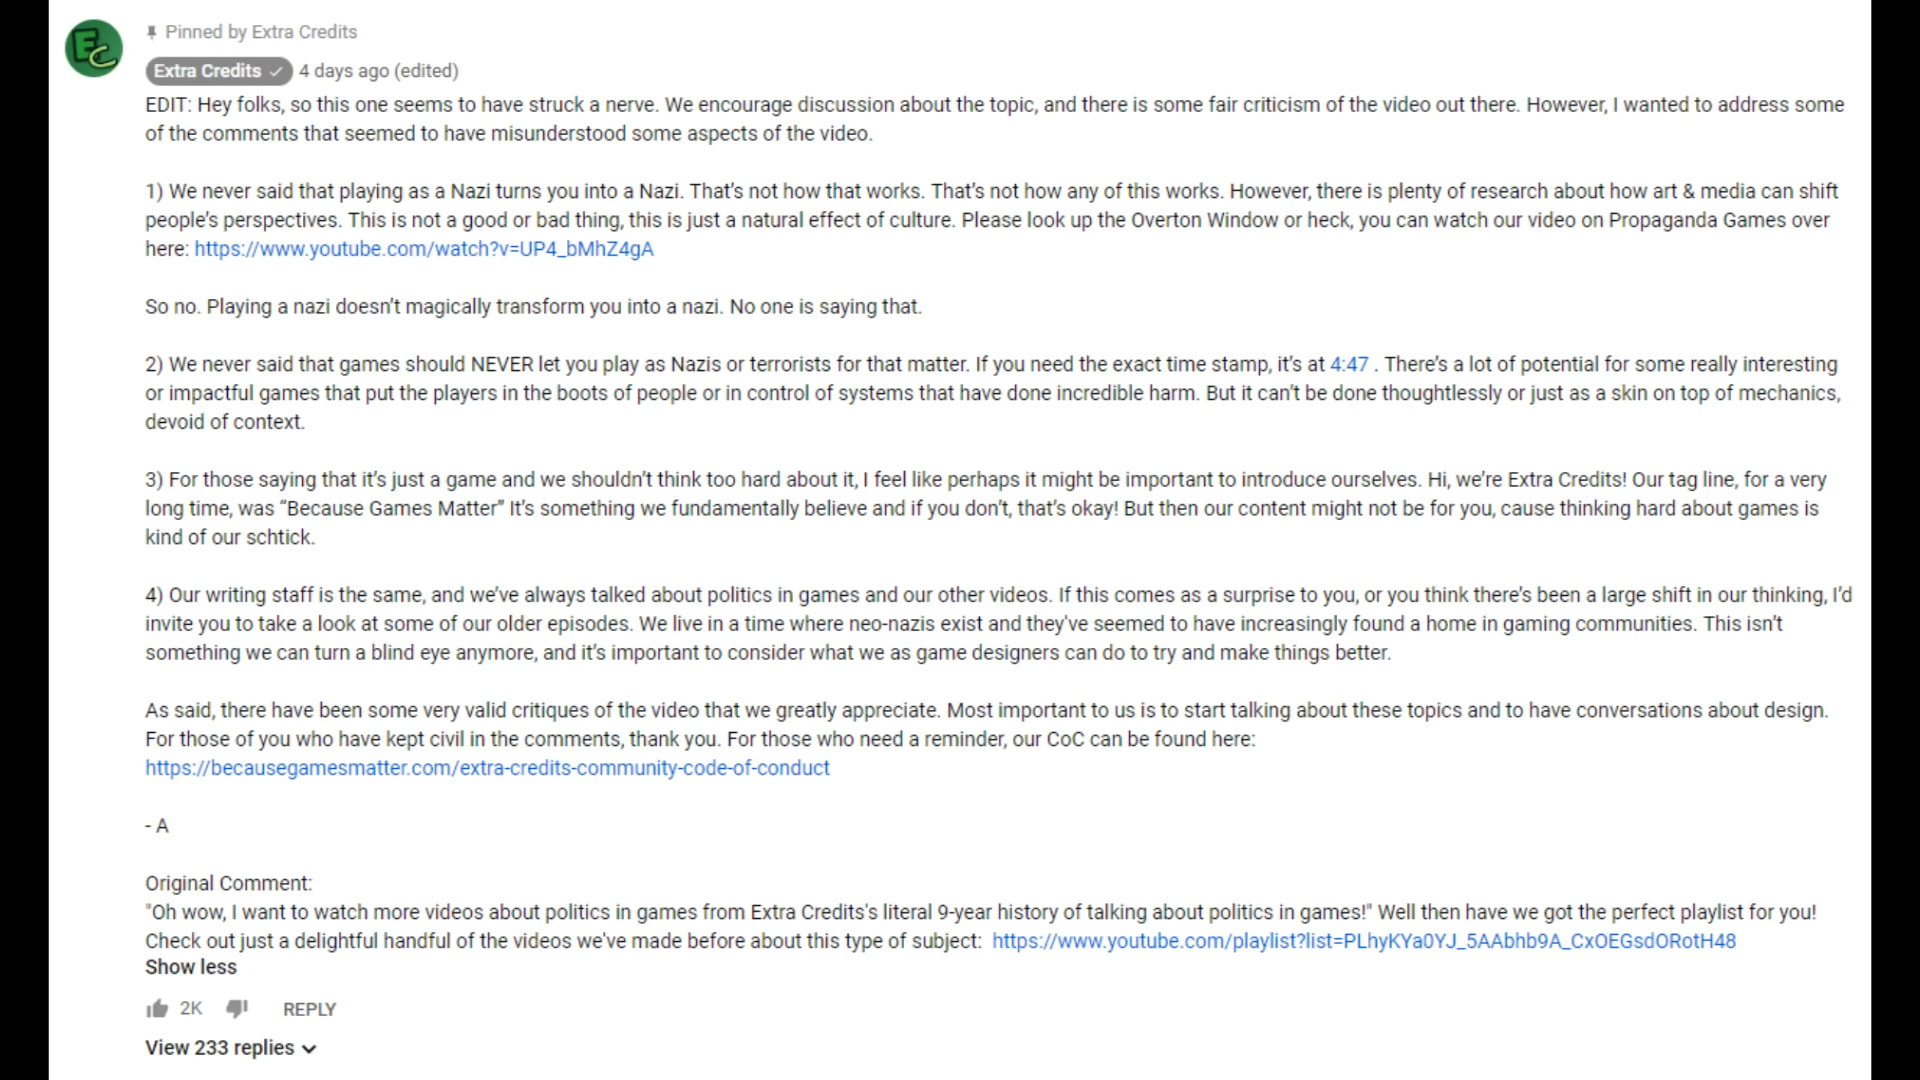 Pinned by Extra Credits
EC
Extra Credits 4 days ago (edited)
EDIT: Hey folks, so this one seems to have struck a nerve. We encourage discussion about the topic, and there is some fair criticism of the video out there. However, I wanted to address some
of the comments that seemed to have misunderstood some aspects of the video.
1) We never said that playing as a Nazi turns you into a Nazi. That's not how that works. That's not how any of this works. However, there is plenty of research about how art & media can shift
people's perspectives. This is not a good or bad thing, this is just a natural effect of culture. Please look up the Overton Window or heck, you can watch our video on Propaganda Games over
here: https://www.youtube.com/watch?v=UP4_bMhZ4gA
So no. Playing a nazi doesn't magically transform you into a nazi. No one is saying that.
2) We never said that games should NEVER let you play as Nazis or terrorists for that matter. If you need the exact time stamp, it's at 4:47 . There's a lot of potential for some really interesting
or impactful games that put the players in the boots of people or in control of systems that have done incredible harm. But it can't be done thoughtlessly or just as a skin on top of mechanics,
devoid of context.
3) For those saying that it's just a game and we shouldn't think too hard about it, I feel like perhaps it might be important to introduce ourselves. Hi, we're Extra Credits! Our tag line, for a very
long time, was “Because Games Matter” It's something we fundamentally believe and if you don't, that's okay! But then our content might not be for you, cause thinking hard about games is
kind of our schtick.
4) Our writing staff is the same, and we've always talked about politics in games and our other videos. If this comes as a surprise to you, or you think there's been a large shift in our thinking, I'd
invite you to take a look at some of our older episodes. We live in a time where neo-nazis exist and they've seemed to have increasingly found a home in gaming communities. This isn't
something we can turn a blind eye anymore, and it's important to consider what we as game designers can do to try and make things better.
As said, there have been some very valid critiques of the video that we greatly appreciate. Most important to us is to start talking about these topics and to have conversations about design.
For those of you who have kept civil in the comments, thank you. For those who need a reminder, our CoC can be found here:
https://becausegamesmatter.com/extra-credits-community-code-of-conduct
- A
Original Comment:
"Oh wow, I want to watch more videos about politics in games from Extra Credits's literal 9-year history of talking about politics in games!" Well then have we got the perfect playlist for you!
Check out just a delightful handful of the videos we've made before about this type of subject: https://www.youtube.com/playlist?list=PLhyKYa0YJ_5AAbhb9A_CxOEGsdORotH48
Show less
2K REPLY
View 233 replies